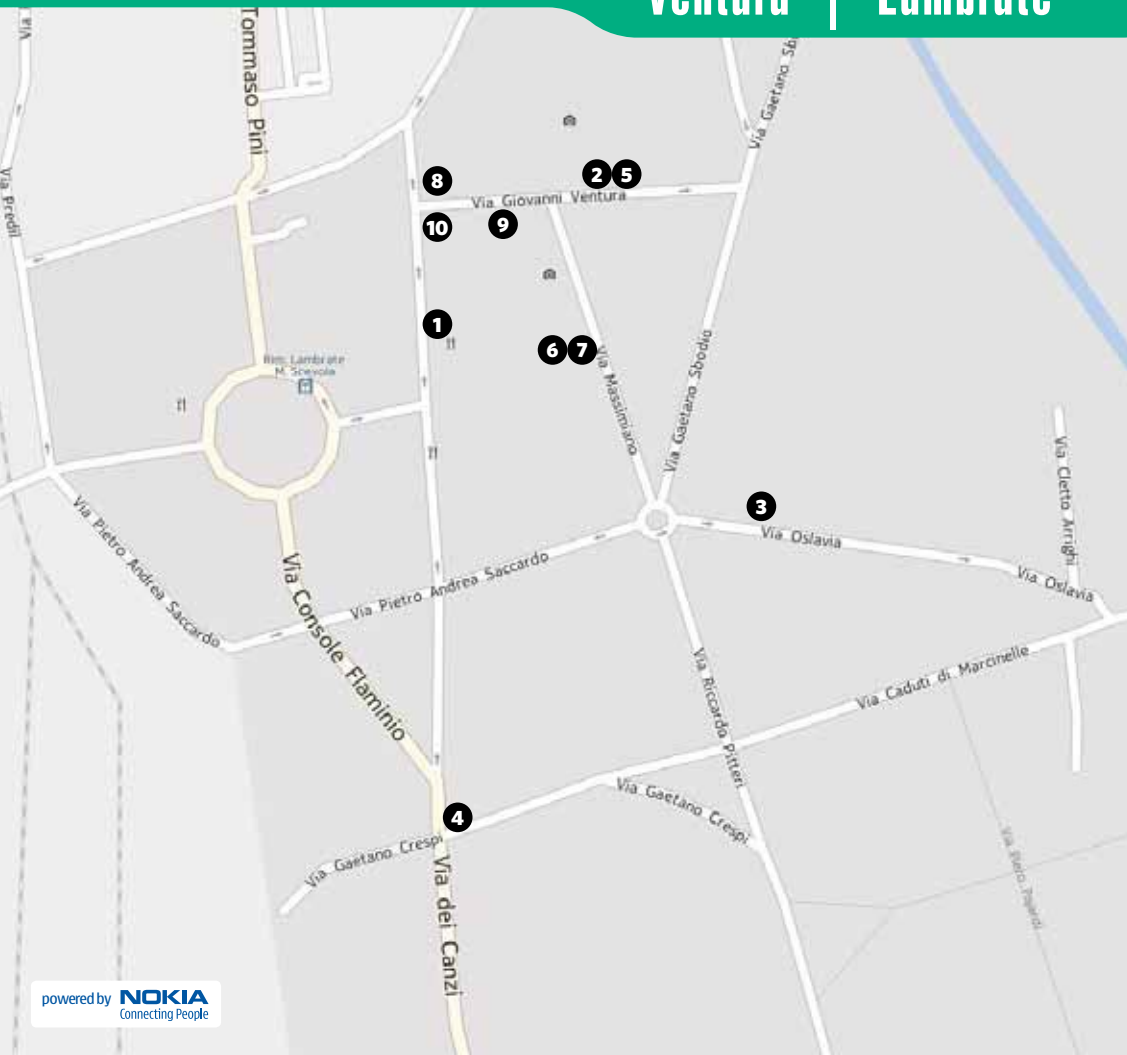 Ventura | Lambrate
Tommaso Pini
Via Gaetano Sb
Via Predil
2 5
8
Via Giovanni Ventura
10
9
1
6 7
Rim. Lambrate
M. Scevola
Via Massimiano
Via Gaetano Sbodio
3
Via Oslavia
Via Cletto Arrighi
Via Oslavia
Via Pietro Andrea Saccardo
Via Pietro Andrea Saccardo
Via Console Flaminio
Via Riccardo Pitteri
Via Caduti di Marcinelle
Via Gaetano Crespi
4
Via Gaetano Crespi
Via dei Canzi
powered by NOKIA
Connecting People